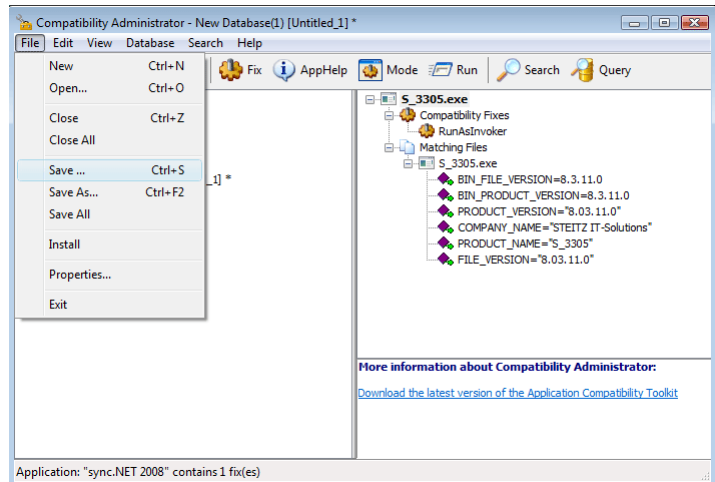 Compatibility Administrator - New Database(1) [Untitled_1] *
File Edit View Database Search Help
Fix AppHelp Mode Run Search Query
New Ctrl+N
Open... Ctrl+O
Close Ctrl+Z
Close All
Save ... Ctrl+S
Save As... Ctrl+F2
Save All
Install
Properties...
Exit
_1] *
S_3305.exe
Compatibility Fixes
RunAsInvoker
Matching Files
S_3305.exe
BIN_FILE_VERSION=8.3.11.0
BIN_PRODUCT_VERSION=8.3.11.0
PRODUCT_VERSION="8.03.11.0"
COMPANY_NAME="STEITZ IT-Solutions"
PRODUCT_NAME="S_3305"
FILE_VERSION="8.03.11.0"
More information about Compatibility Administrator:
Download the latest version of the Application Compatibility Toolkit
Application: "sync.NET 2008" contains 1 fix(es)